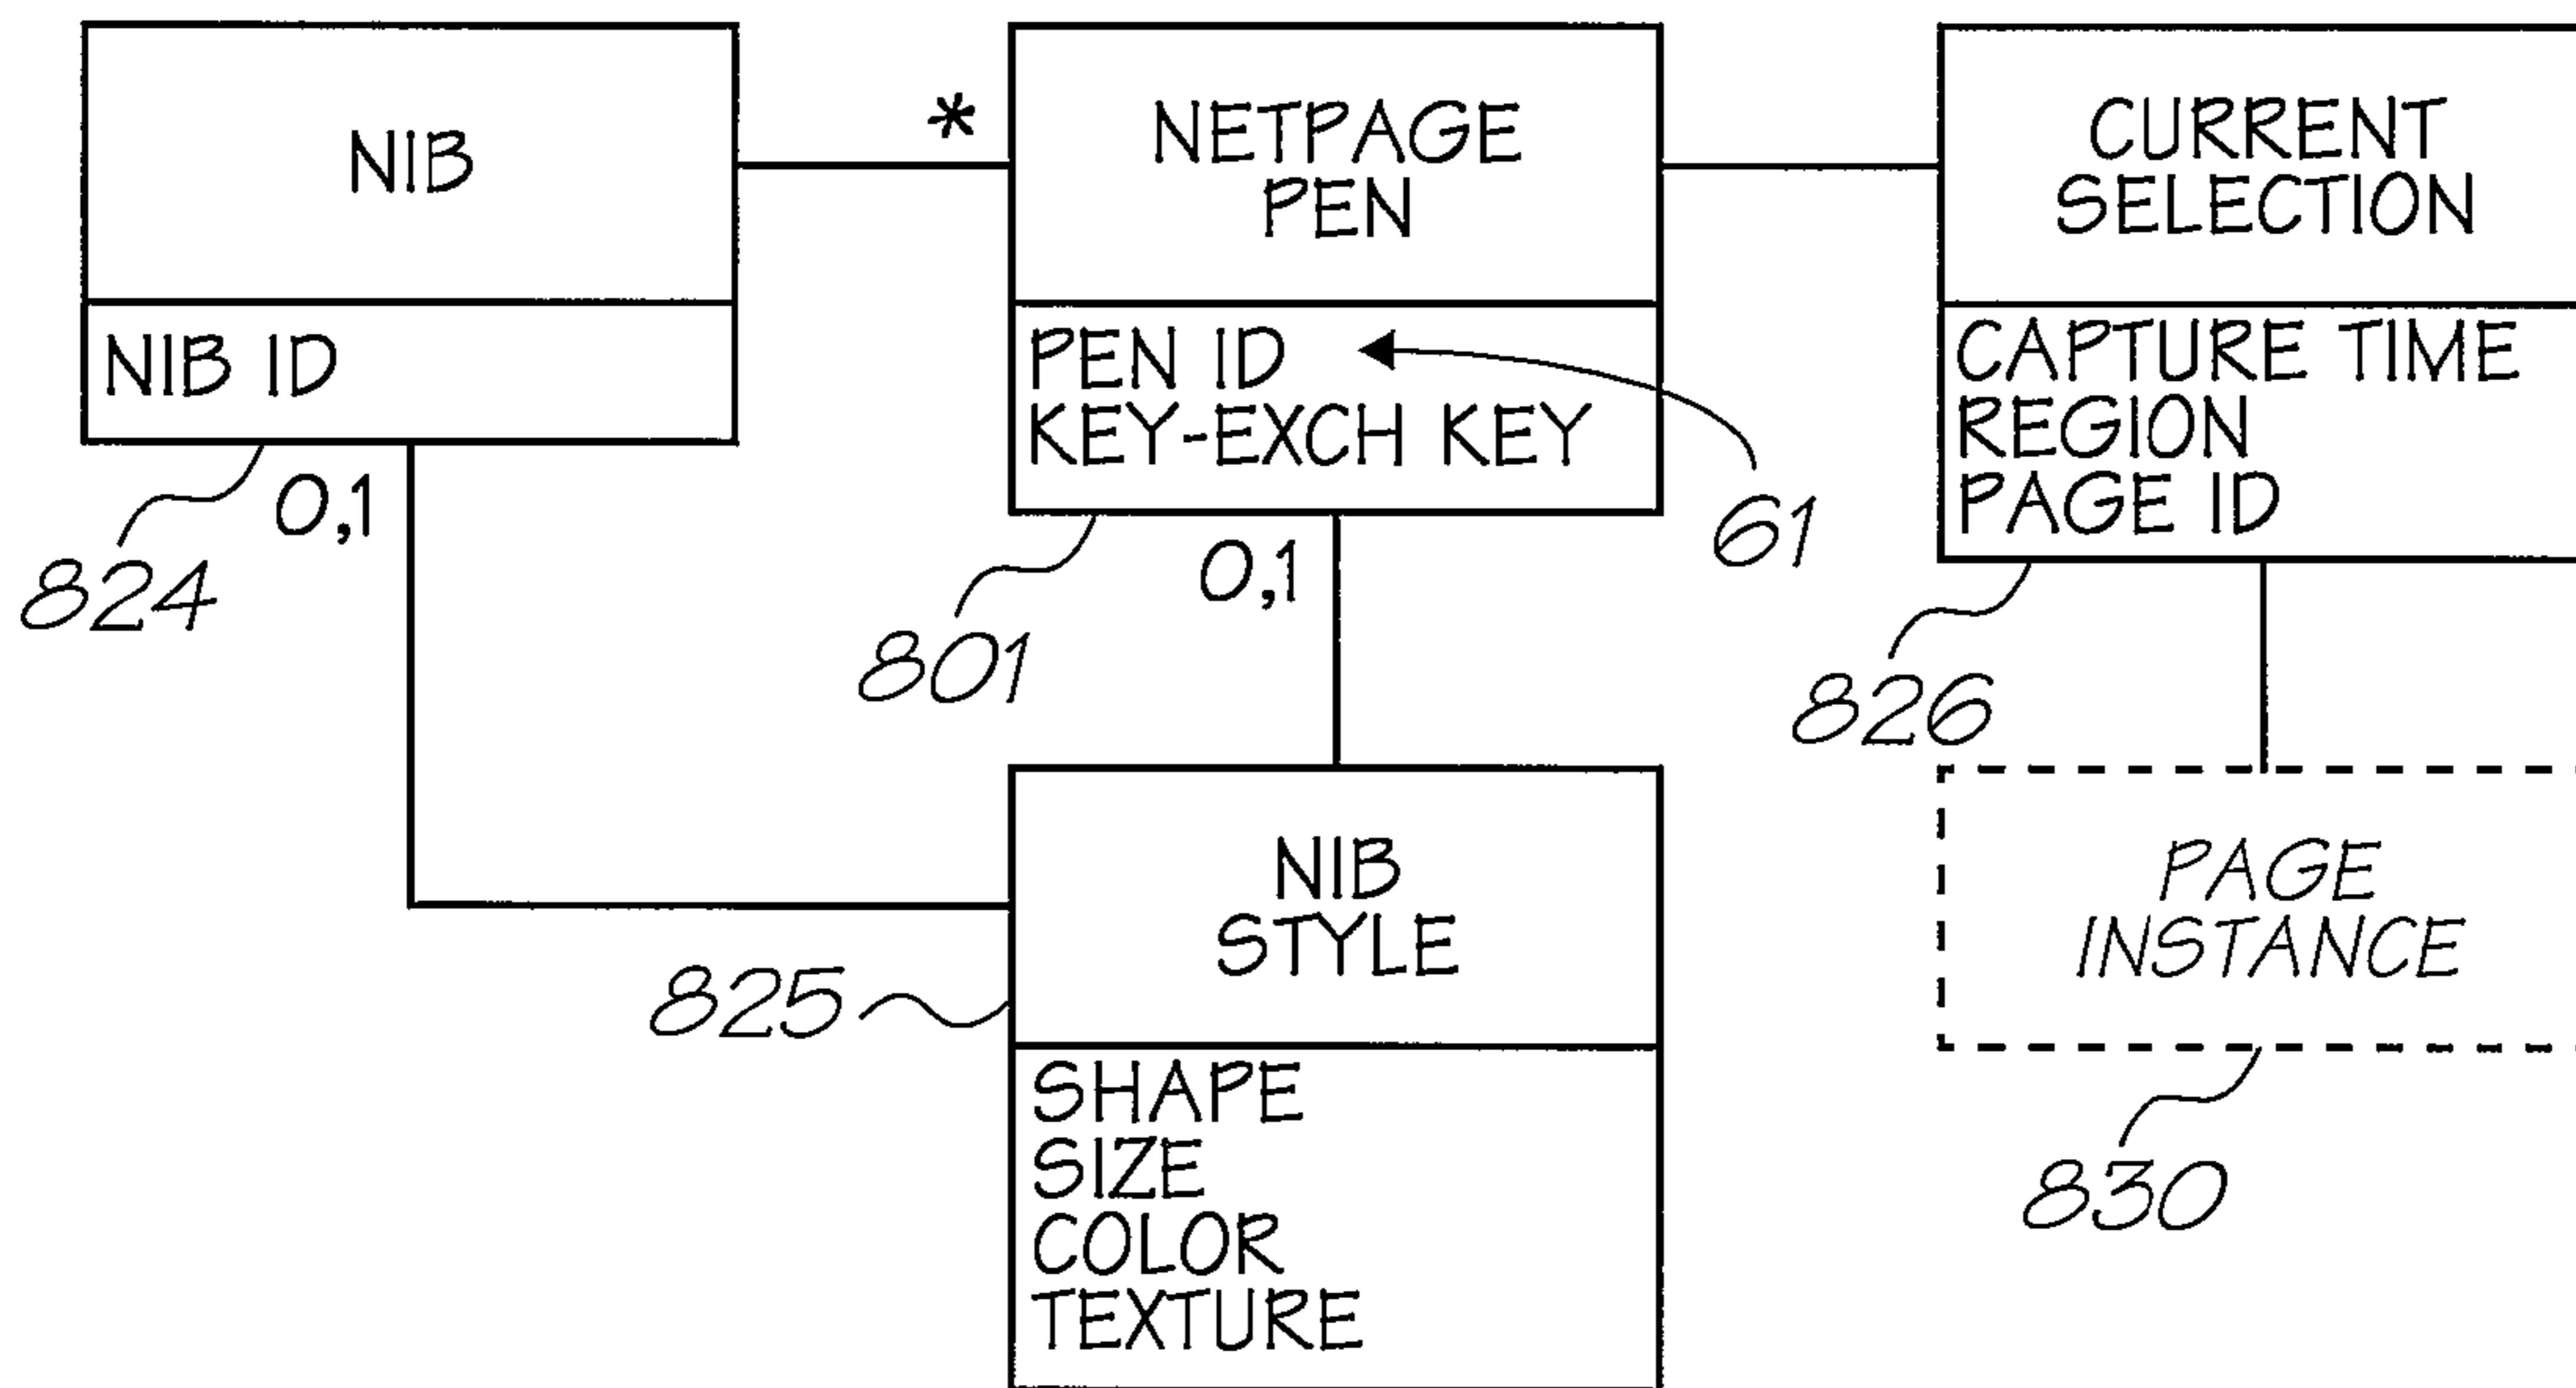 NIB
NIB ID
824
0,1
*
NETPAGE
PEN
PEN ID
KEY-EXCH KEY
61
801
0,1
CURRENT
SELECTION
CAPTURE TIME
REGION
PAGE ID
826
NIB
STYLE
825
SHAPE
SIZE
COLOR
TEXTURE
PAGE
INSTANCE
830